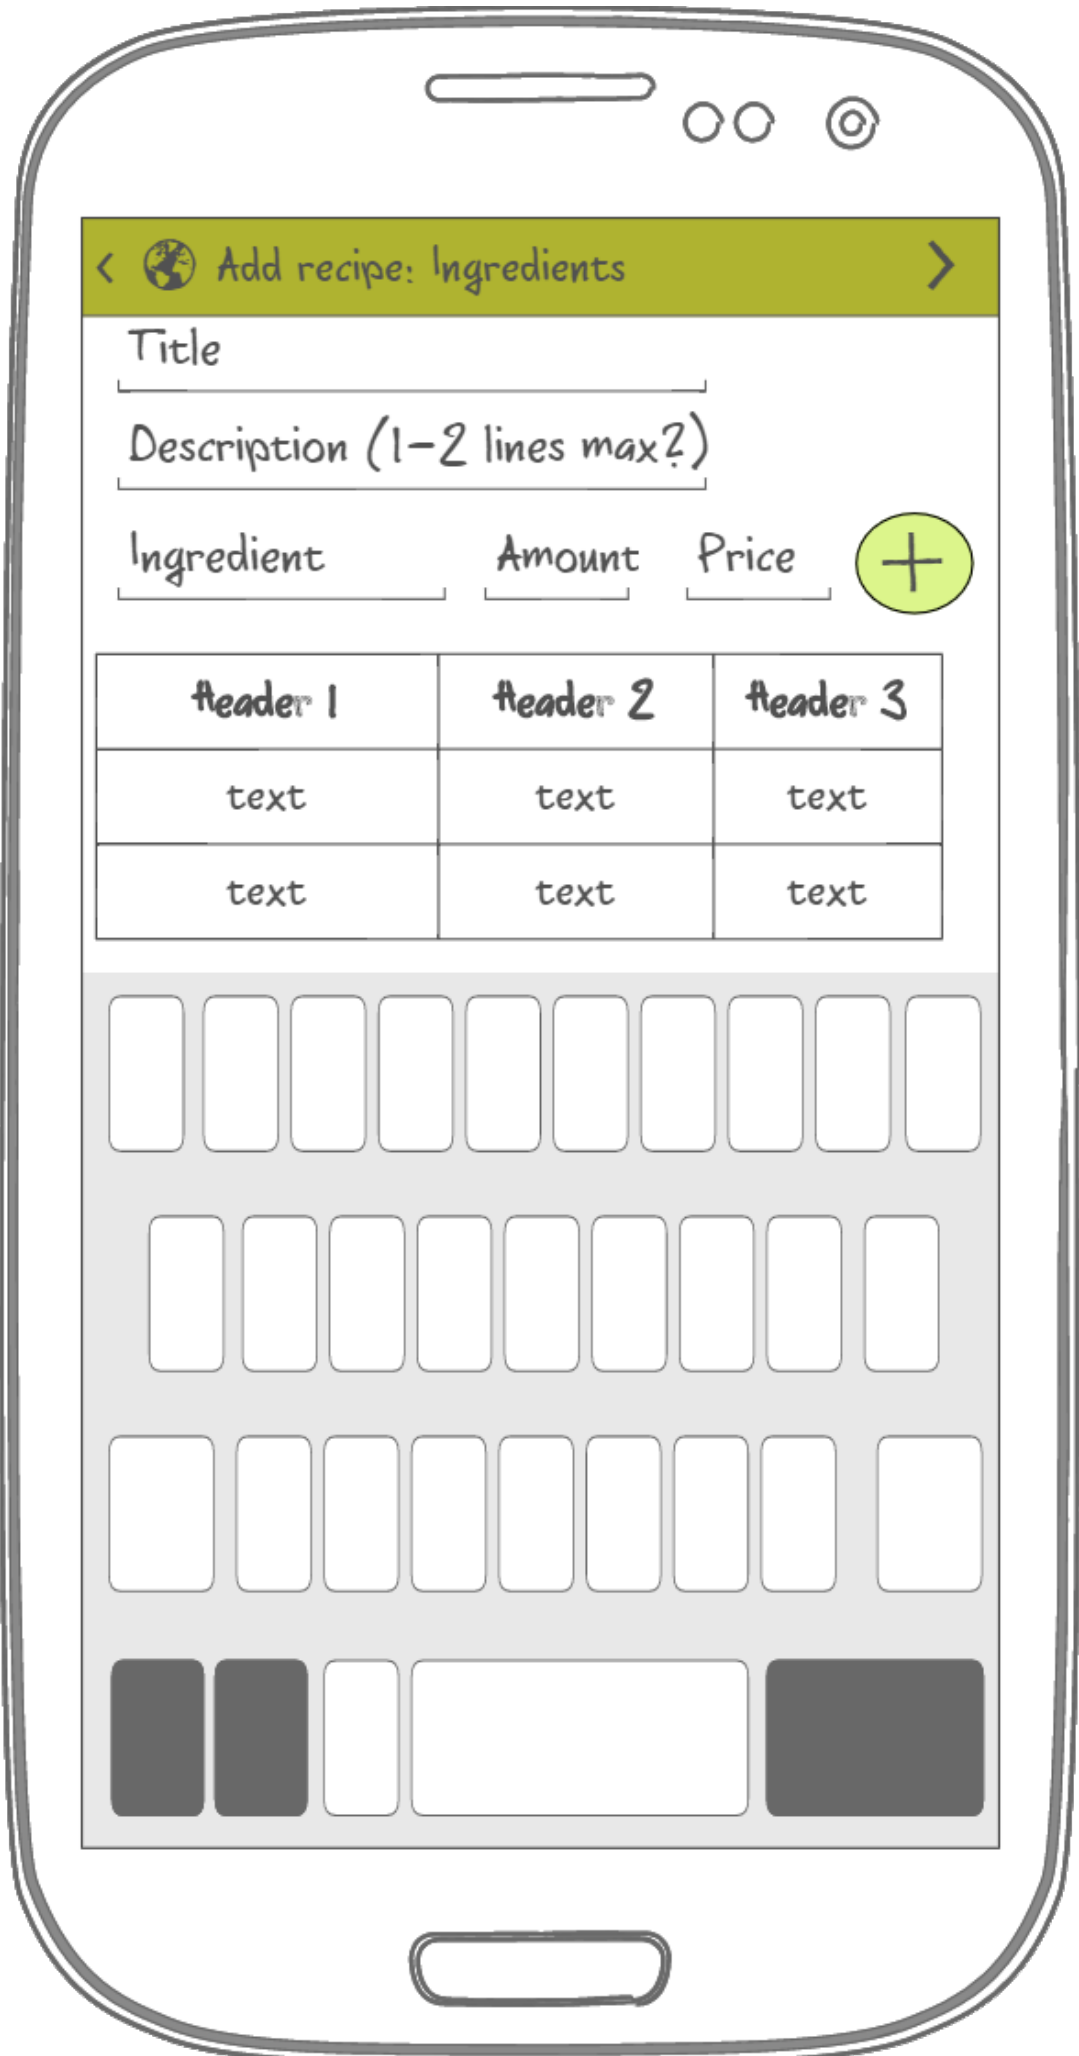 Add recipe: Ingredients
Title
Description (1-2 lines max?)
Ingredient Amount Price
Header 1 Header 2 Header 3
text text text
text text text